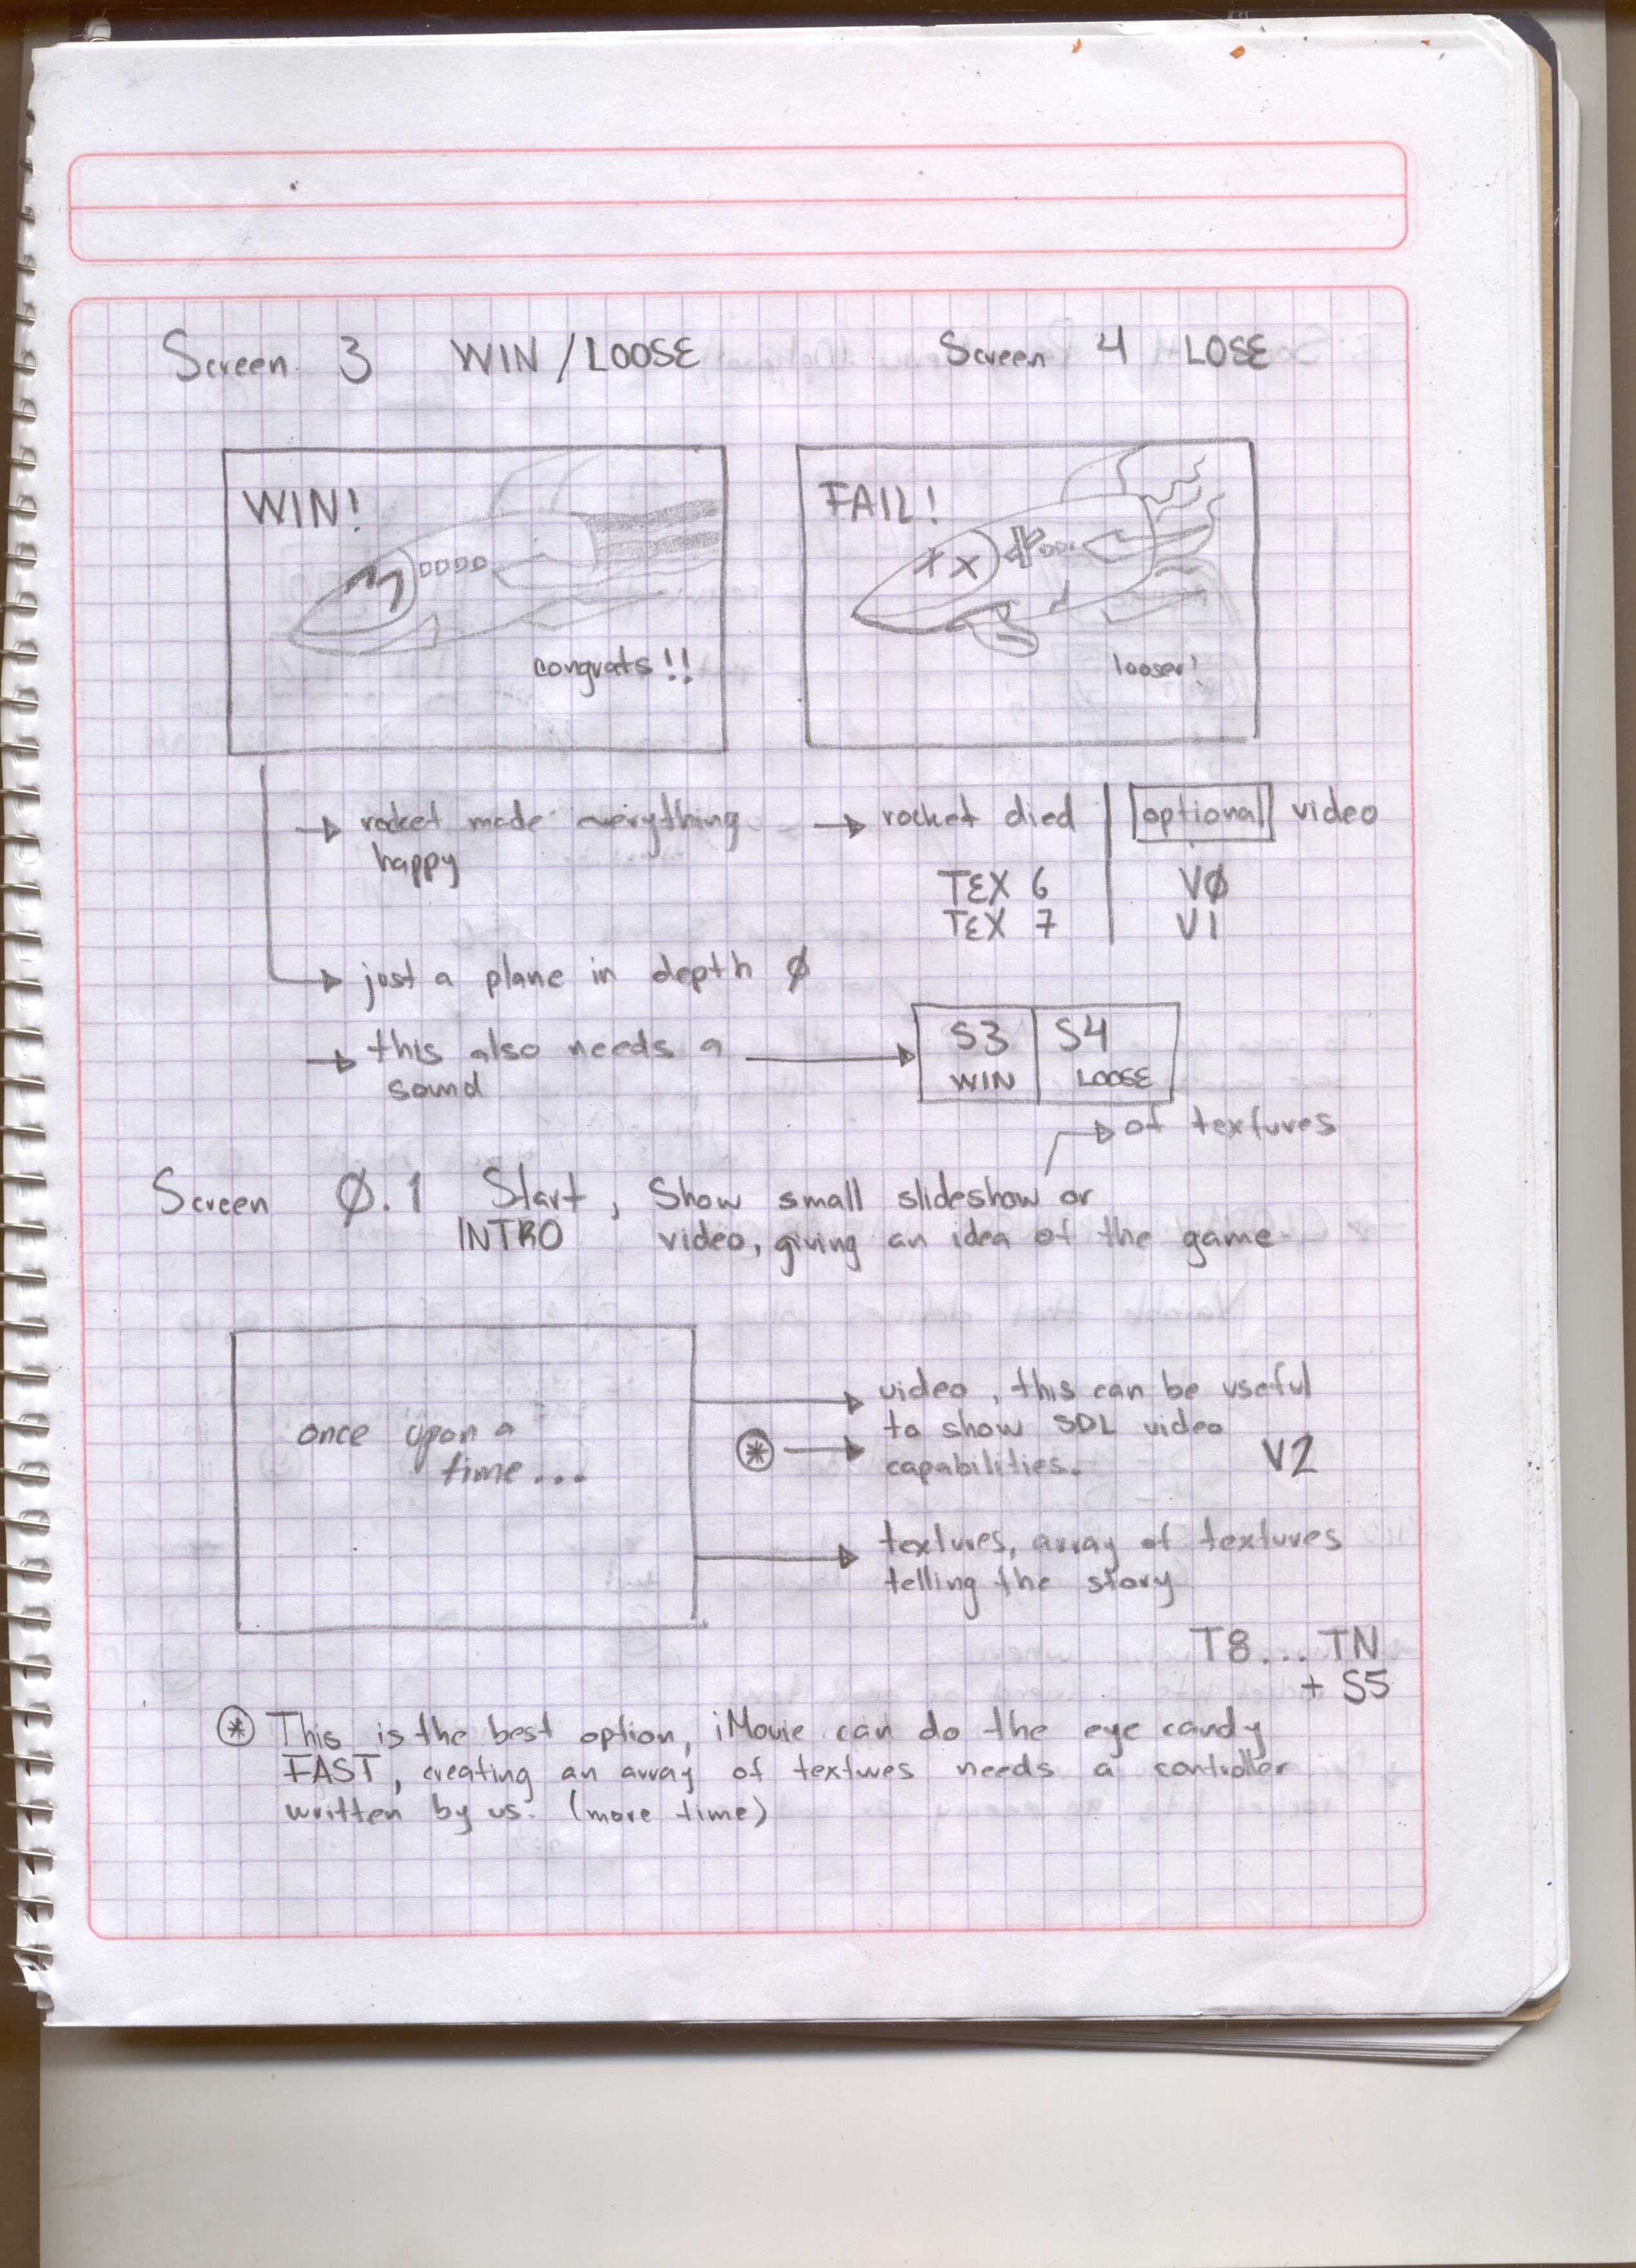 Screen 3 WIN/LOOSE
Screen 4 LOSE
WIN!
congrats!!
FAIL!
looser!
rocket made everything
happy
rocket died
optional video
TEX 6 VØ
TEX 7 V1
just a plane in depth Ø
this also needs a
sound
S3 S4
WIN LOOSE
of textures
Screen Ø.1 Start, Show small slideshow or
INTRO video, giving an idea of the game
once upon a
time...
video, this can be useful
to show SDL video
capabilities.
V2
textures, array of textures
telling the story
T8... TN
+ S5
* This is the best option, iMovie can do the eye candy
FAST, creating an array of textures needs a controller
written by us. (more time)